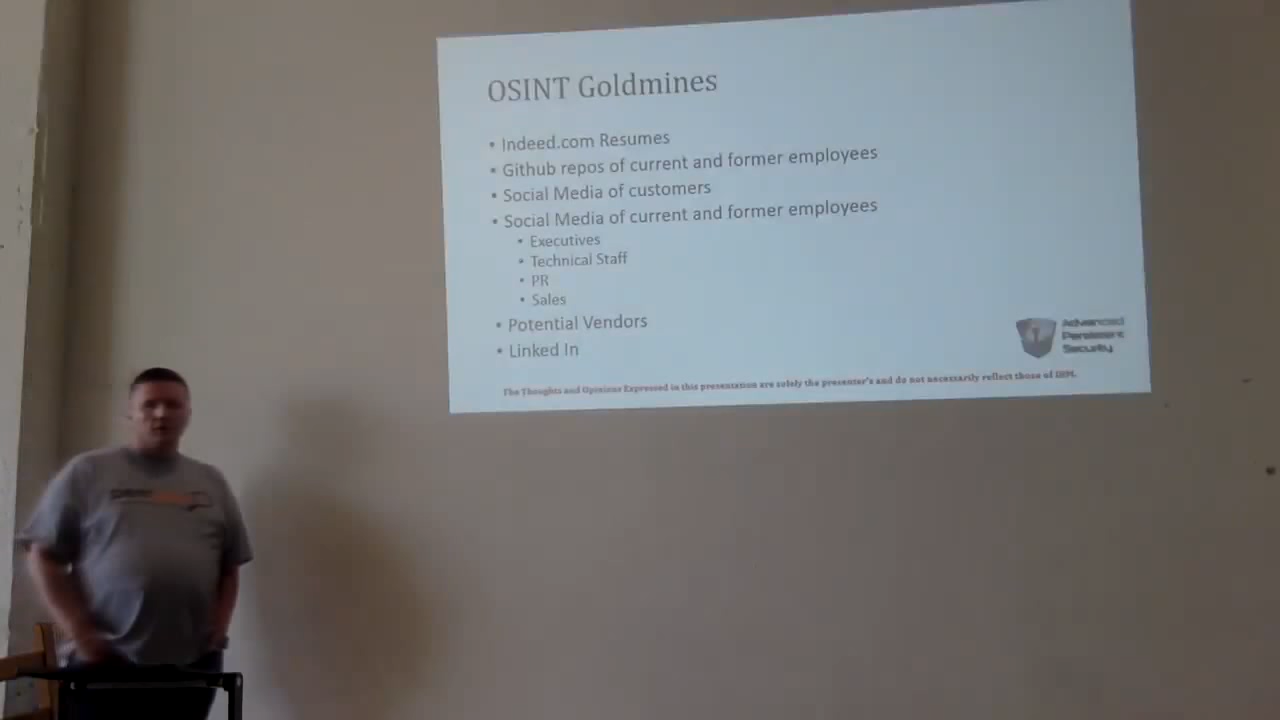 OSINT Goldmines
• Indeed.com Resumes
• Github repos of current and former employees
• Social Media of customers
• Social Media of current and former employees
• Executives
• Technical Staff
• PR
• Sales
• Potential Vendors
• Linked In
Advanced
Persistent
Security
The Thoughts and Opinions Expressed in this presentation are solely the presenter's and do not necessarily reflect those of IBM.